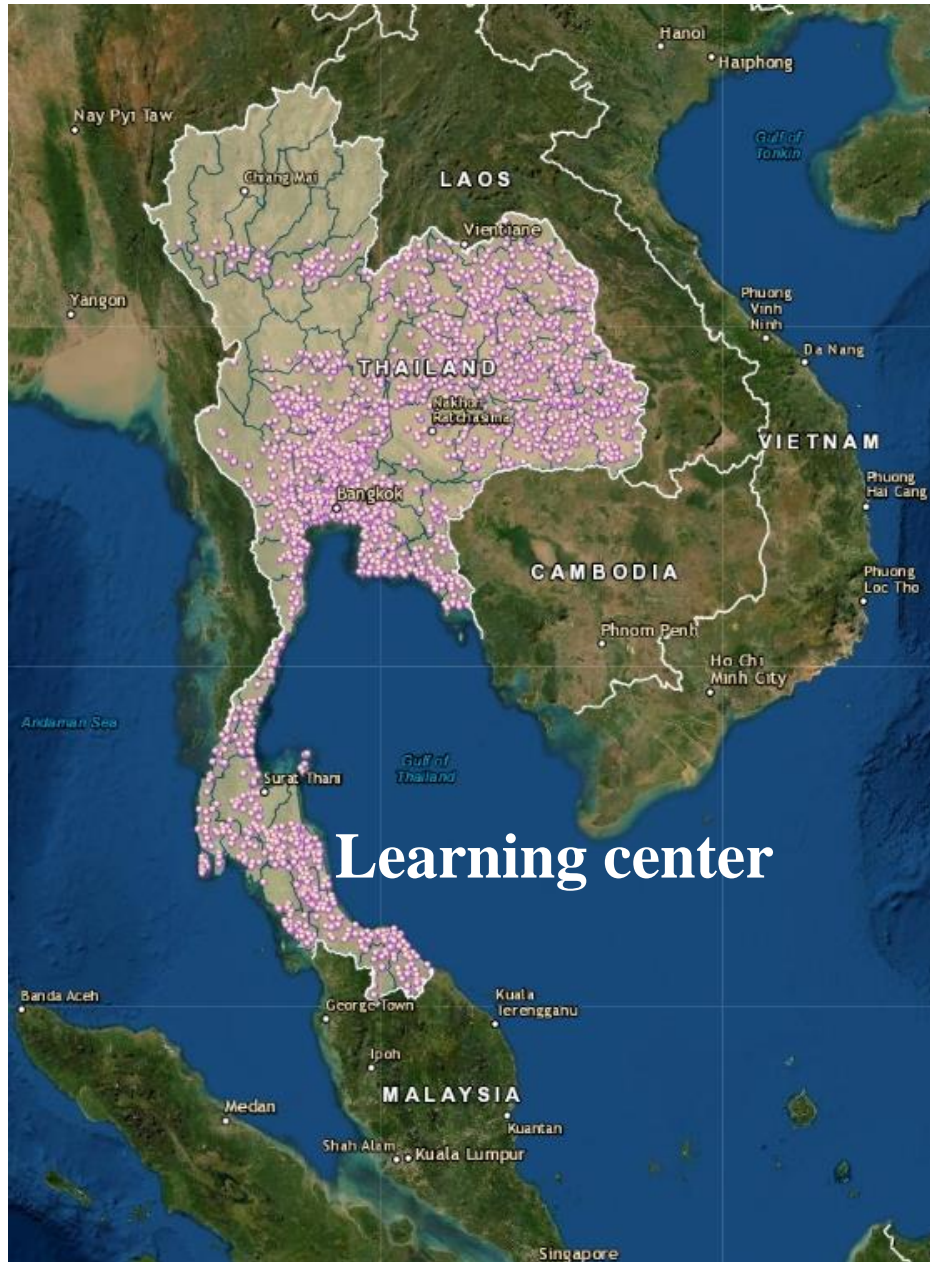 Hanoi
Haiphong
Nay Pyi Taw
Gulf of
Tonkin
Chiang Mai
LAOS
Vientiane
Yangon
Phuong
Vinh
Ninh
Da Nang
THAILAND
Nakhon
Ratchasima
VIETNAM
Bangkok
Phuong
Hai Cang
CAMBODIA
Phuong
Loc Tho
Phnom Penh
Ho Chi
Minh City
Andaman Sea
Gulf of
Thailand
Surat Thani
Learning center
Banda Aceh
George Town
Kuala
Terengganu
Ipoh
MALAYSIA
Medan
Kuantan
Shah Alam
Kuala Lumpur
Singapore